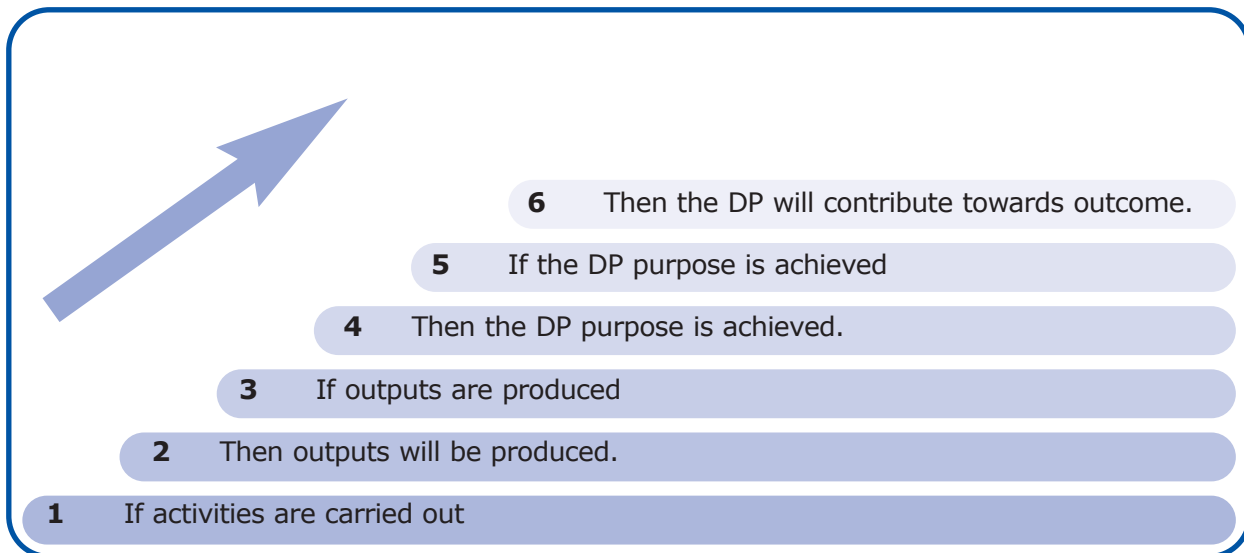 6 Then the DP will contribute towards outcome.
5 If the DP purpose is achieved
4 Then the DP purpose is achieved.
3 If outputs are produced
2 Then outputs will be produced.
1 If activities are carried out